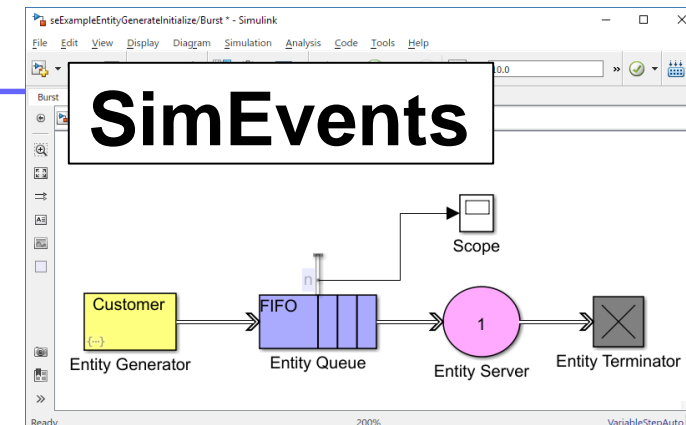 seExampleEntityGenerateInitialize/Burst * - Simulink
File Edit View Display Diagram Simulation Analysis Code Tools Help
10.0 »
Burst
SimEvents
Scope
n
Customer
{...}
FIFO
1
Entity Generator
Entity Queue
Entity Server
Entity Terminator
»
Ready 200% VariableStepAuto